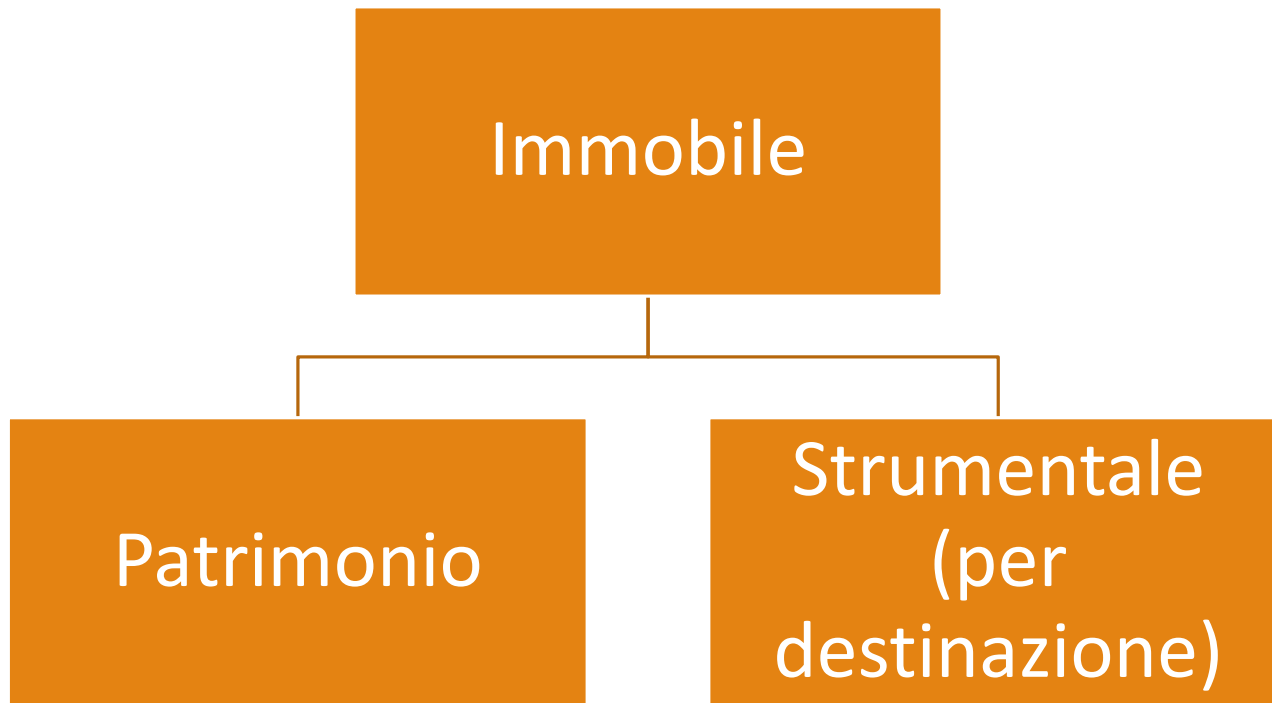 Immobile
Patrimonio
Strumentale
(per
destinazione)